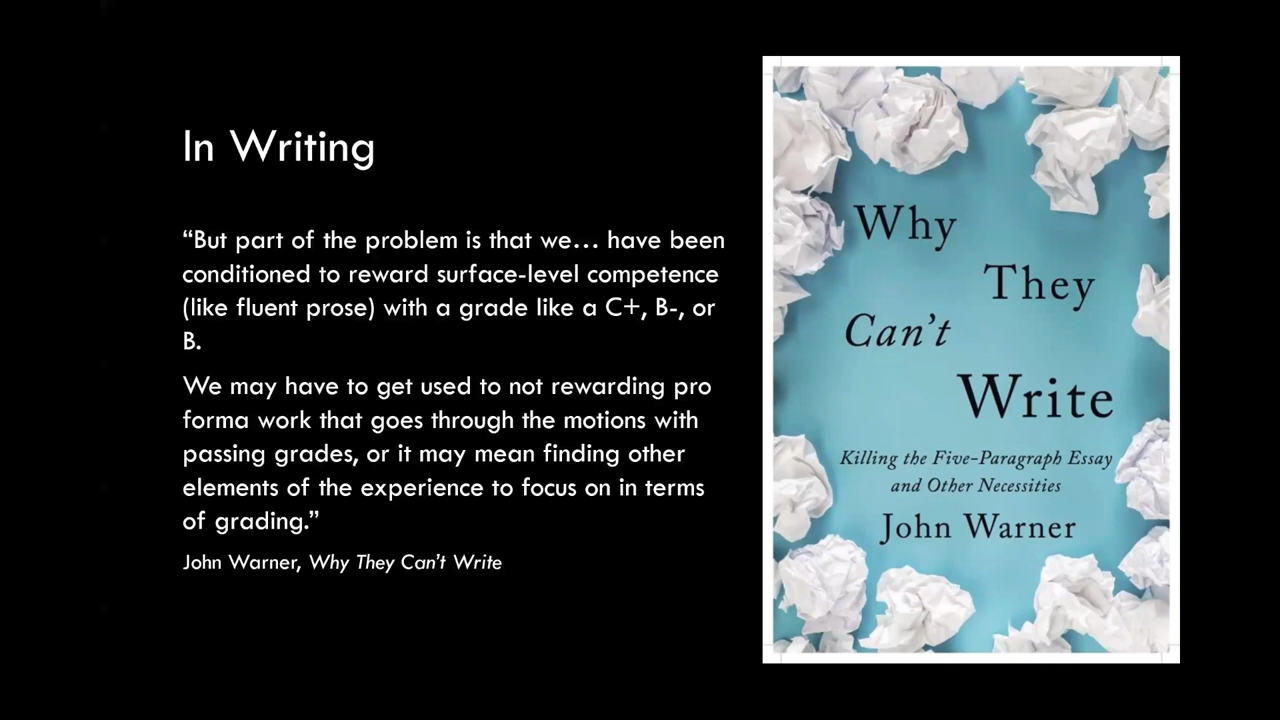 In Writing
“But part of the problem is that we… have been
conditioned to reward surface-level competence
(like fluent prose) with a grade like a C+, B-, or
B.
We may have to get used to not rewarding pro
forma work that goes through the motions with
passing grades, or it may mean finding other
elements of the experience to focus on in terms
of grading.”
John Warner, Why They Can’t Write
Why
They
Can’t
Write
Killing the Five-Paragraph Essay
and Other Necessities
John Warner